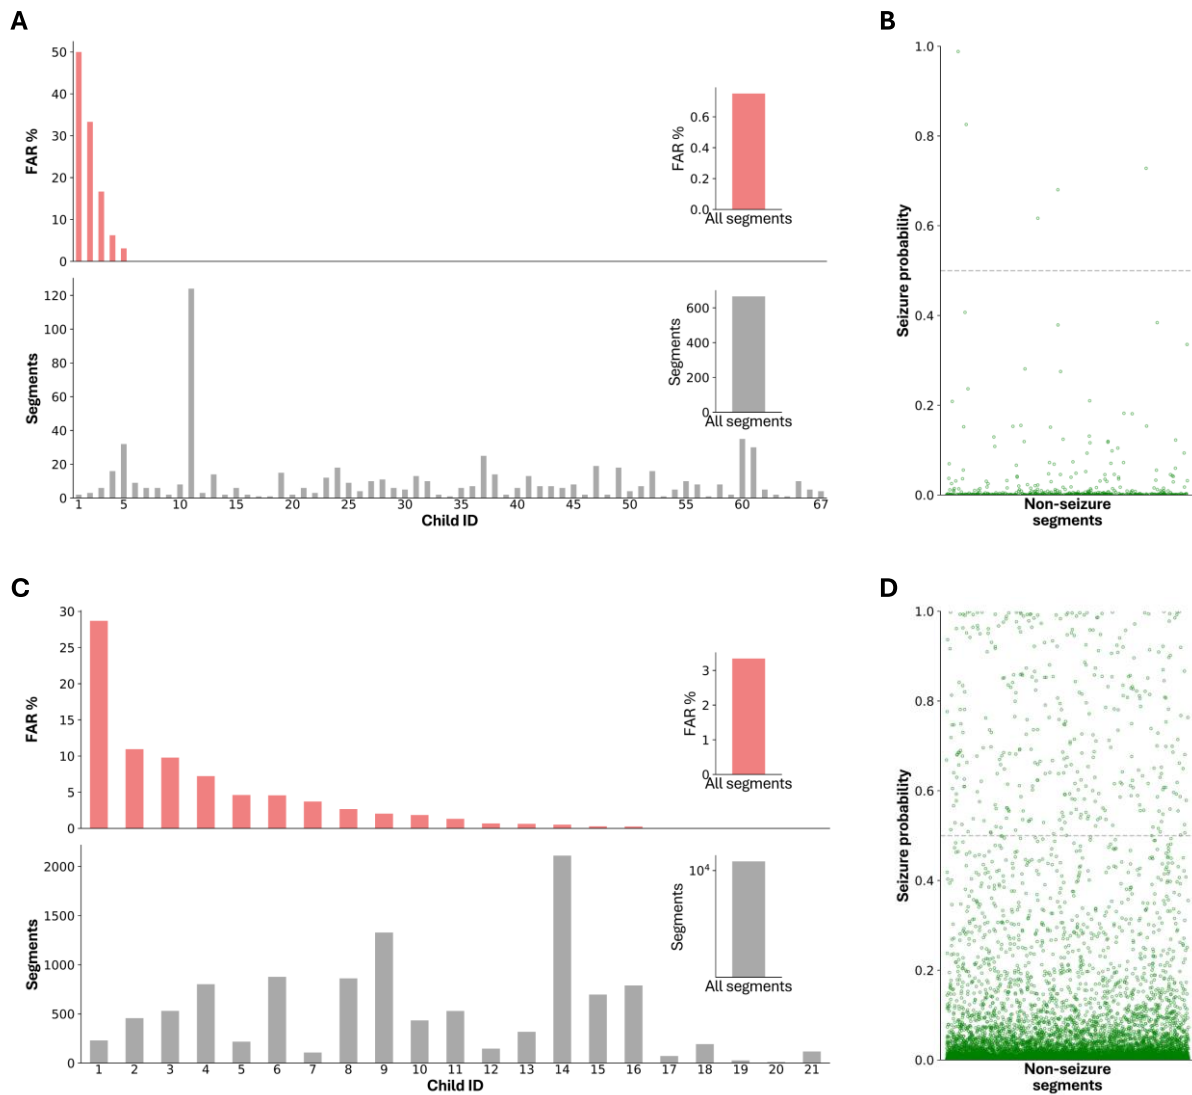 A
50
40
30
20
10
0
FAR %
0.6
0.4
0.2
0.0
FAR %
All segments
120
100
80
60
40
20
0
Segments
600
400
200
0
Segments
All segments
1 5 10 15 20 25 30 35 40 45 50 55 60 67
Child ID
B
1.0
0.8
0.6
0.4
0.2
0.0
Seizure probability
Non-seizure
segments
C
30
25
20
15
10
5
0
FAR %
3
2
1
0
FAR %
All segments
2000
1500
1000
500
0
Segments
10⁴
Segments
All segments
1 2 3 4 5 6 7 8 9 10 11 12 13 14 15 16 17 18 19 20 21
Child ID
D
1.0
0.8
0.6
0.4
0.2
0.0
Seizure probability
Non-seizure
segments